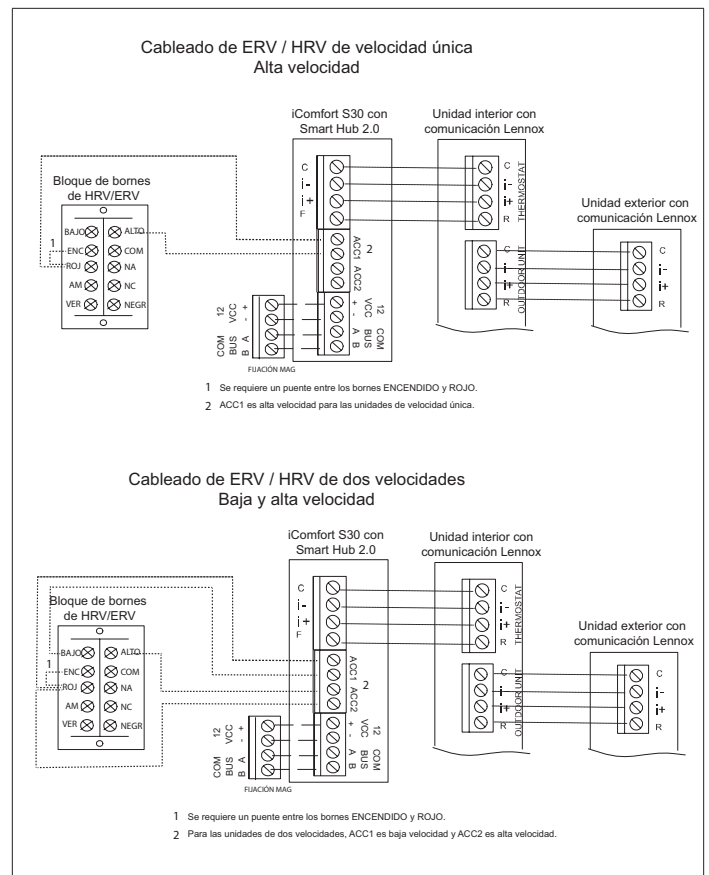 Cableado de ERV / HRV de velocidad única
Alta velocidad
iComfort S30 con
Smart Hub 2.0
Unidad interior con
comunicación Lennox
Unidad exterior con
comunicación Lennox
Bloque de bornes
de HRV/ERV
BAJO
ALTO
1
ENC
COM
ROJ
NA
AM
NC
VER
NEGR
C
i-
i+
F
ACC1
ACC2
2
+
-
A
B
12
VCC
BUS
COM
12
VCC
COM
BUS
+
-
A
B
FIJACIÓN MAG
C
i-
i+
R
THERMOSTAT
C
i-
i+
R
OUTDOOR UNIT
C
i-
i+
R
1 Se requiere un puente entre los bornes ENCENDIDO y ROJO.
2 ACC1 es alta velocidad para las unidades de velocidad única.
Cableado de ERV / HRV de dos velocidades
Baja y alta velocidad
iComfort S30 con
Smart Hub 2.0
Unidad interior con
comunicación Lennox
Unidad exterior con
comunicación Lennox
Bloque de bornes
de HRV/ERV
BAJO
ALTO
1
ENC
COM
ROJ
NA
AM
NC
VER
NEGR
C
i-
i+
F
ACC1
ACC2
2
+
-
A
B
12
VCC
BUS
COM
12
VCC
COM
BUS
+
-
A
B
FIJACIÓN MAG
C
i-
i+
R
THERMOSTAT
C
i-
i+
R
OUTDOOR UNIT
C
i-
i+
R
1 Se requiere un puente entre los bornes ENCENDIDO y ROJO.
2 Para las unidades de dos velocidades, ACC1 es baja velocidad y ACC2 es alta velocidad.